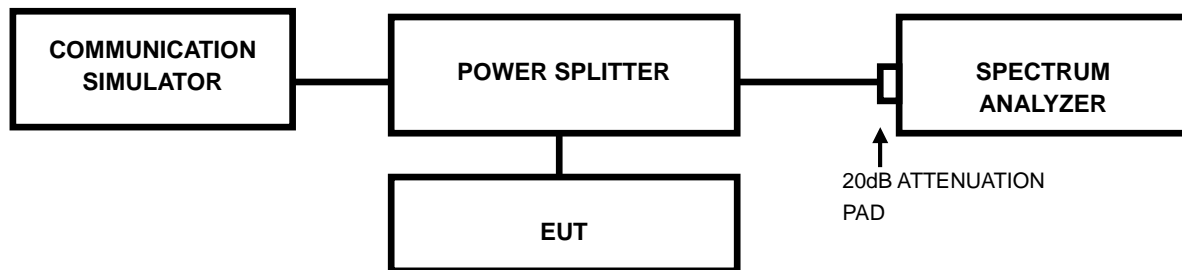 COMMUNICATION
SIMULATOR
POWER SPLITTER
SPECTRUM
ANALYZER
20dB ATTENUATION
PAD
EUT